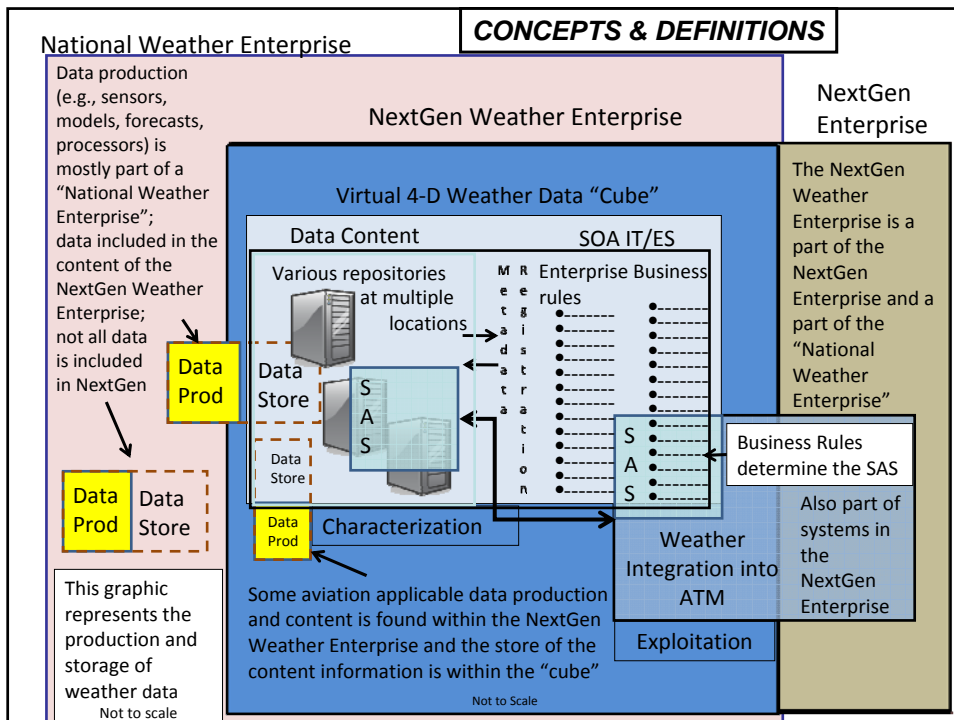 CONCEPTS & DEFINITIONS
National Weather Enterprise
Data production
(e.g., sensors,
models, forecasts,
processors) is
mostly part of a
“National Weather
Enterprise”;
data included in the
content of the
NextGen Weather
Enterprise;
not all data
is included
in NextGen
Data
Prod
Data
Store
Data
Prod
Data
Store
This graphic
represents the
production and
storage of
weather data
Not to scale
NextGen Weather Enterprise
Virtual 4-D Weather Data “Cube”
Data Content
SOA IT/ES
Various repositories
at multiple
locations
Metadata
Registration
Enterprise Business
rules
SAS
Data
Store
Data
Prod
Characterization
SAS
Weather
Integration into
ATM
Exploitation
Some aviation applicable data production
and content is found within the NextGen
Weather Enterprise and the store of the
content information is within the “cube”
Not to Scale
NextGen
Enterprise
The NextGen
Weather
Enterprise is a
part of the
NextGen
Enterprise and a
part of the
“National
Weather
Enterprise”
Business Rules
determine the SAS
Also part of
systems in
the
NextGen
Enterprise